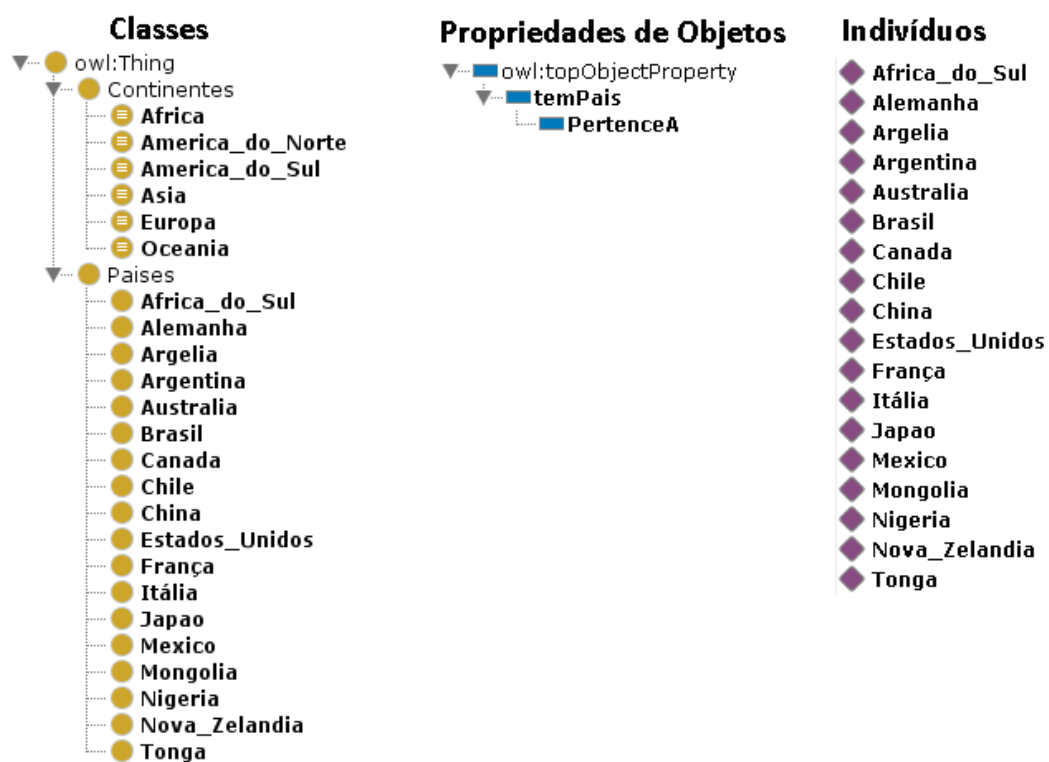 Classes
owl:Thing
Continentes
Africa
America_do_Norte
America_do_Sul
Asia
Europa
Oceania
Paises
Africa_do_Sul
Alemanha
Argelia
Argentina
Australia
Brasil
Canada
Chile
China
Estados_Unidos
França
Itália
Japao
Mexico
Mongolia
Nigeria
Nova_Zelandia
Tonga
Propriedades de Objetos
owl:topObjectProperty
temPais
PertenceA
Indivíduos
Africa_do_Sul
Alemanha
Argelia
Argentina
Australia
Brasil
Canada
Chile
China
Estados_Unidos
França
Itália
Japao
Mexico
Mongolia
Nigeria
Nova_Zelandia
Tonga